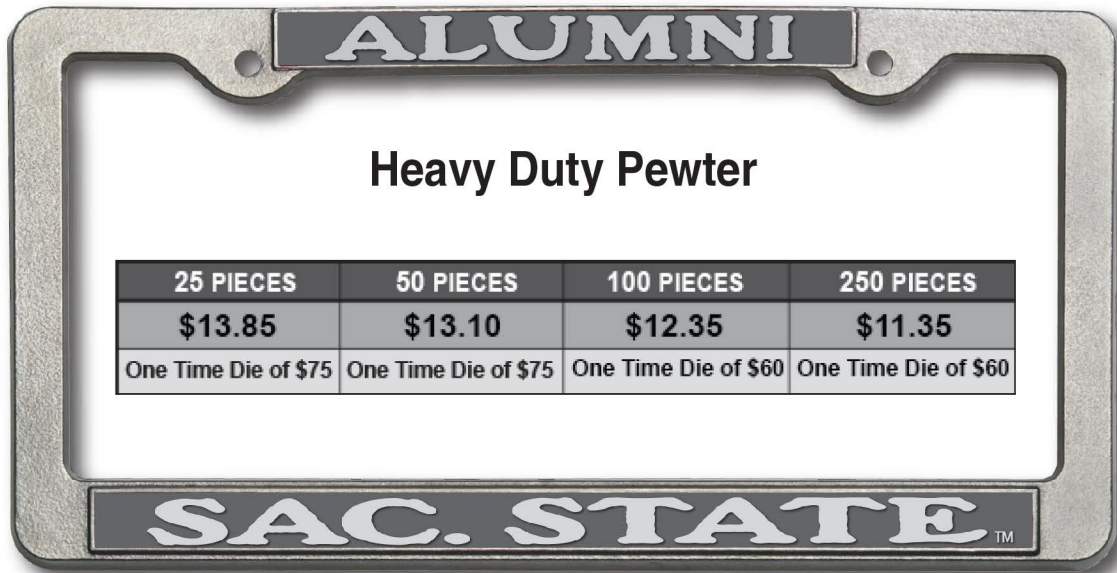 ALUMNI
Heavy Duty Pewter
25 PIECES 50 PIECES 100 PIECES 250 PIECES
$13.85 $13.10 $12.35 $11.35
One Time Die of $75 One Time Die of $75 One Time Die of $60 One Time Die of $60
SAC. STATE TM